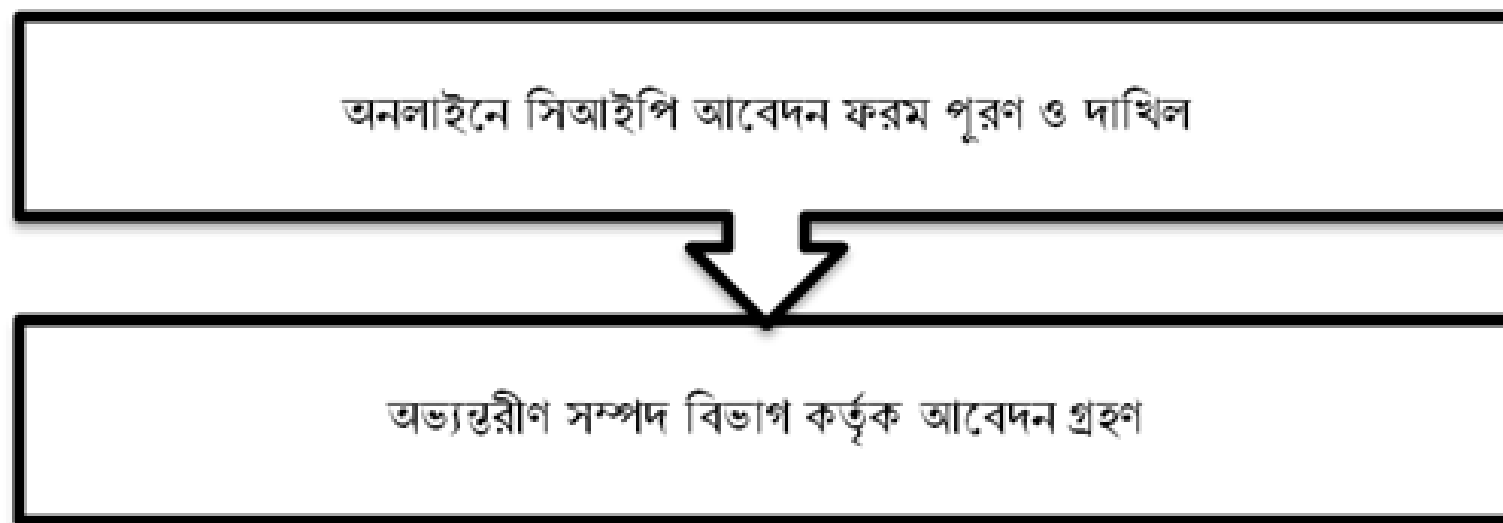 অনলাইনে সিআইপি আবেদন ফরম পূরণ ও দাখিল
অভ্যন্তরীণ সম্পদ বিভাগ কর্তৃক আবেদন গ্রহণ